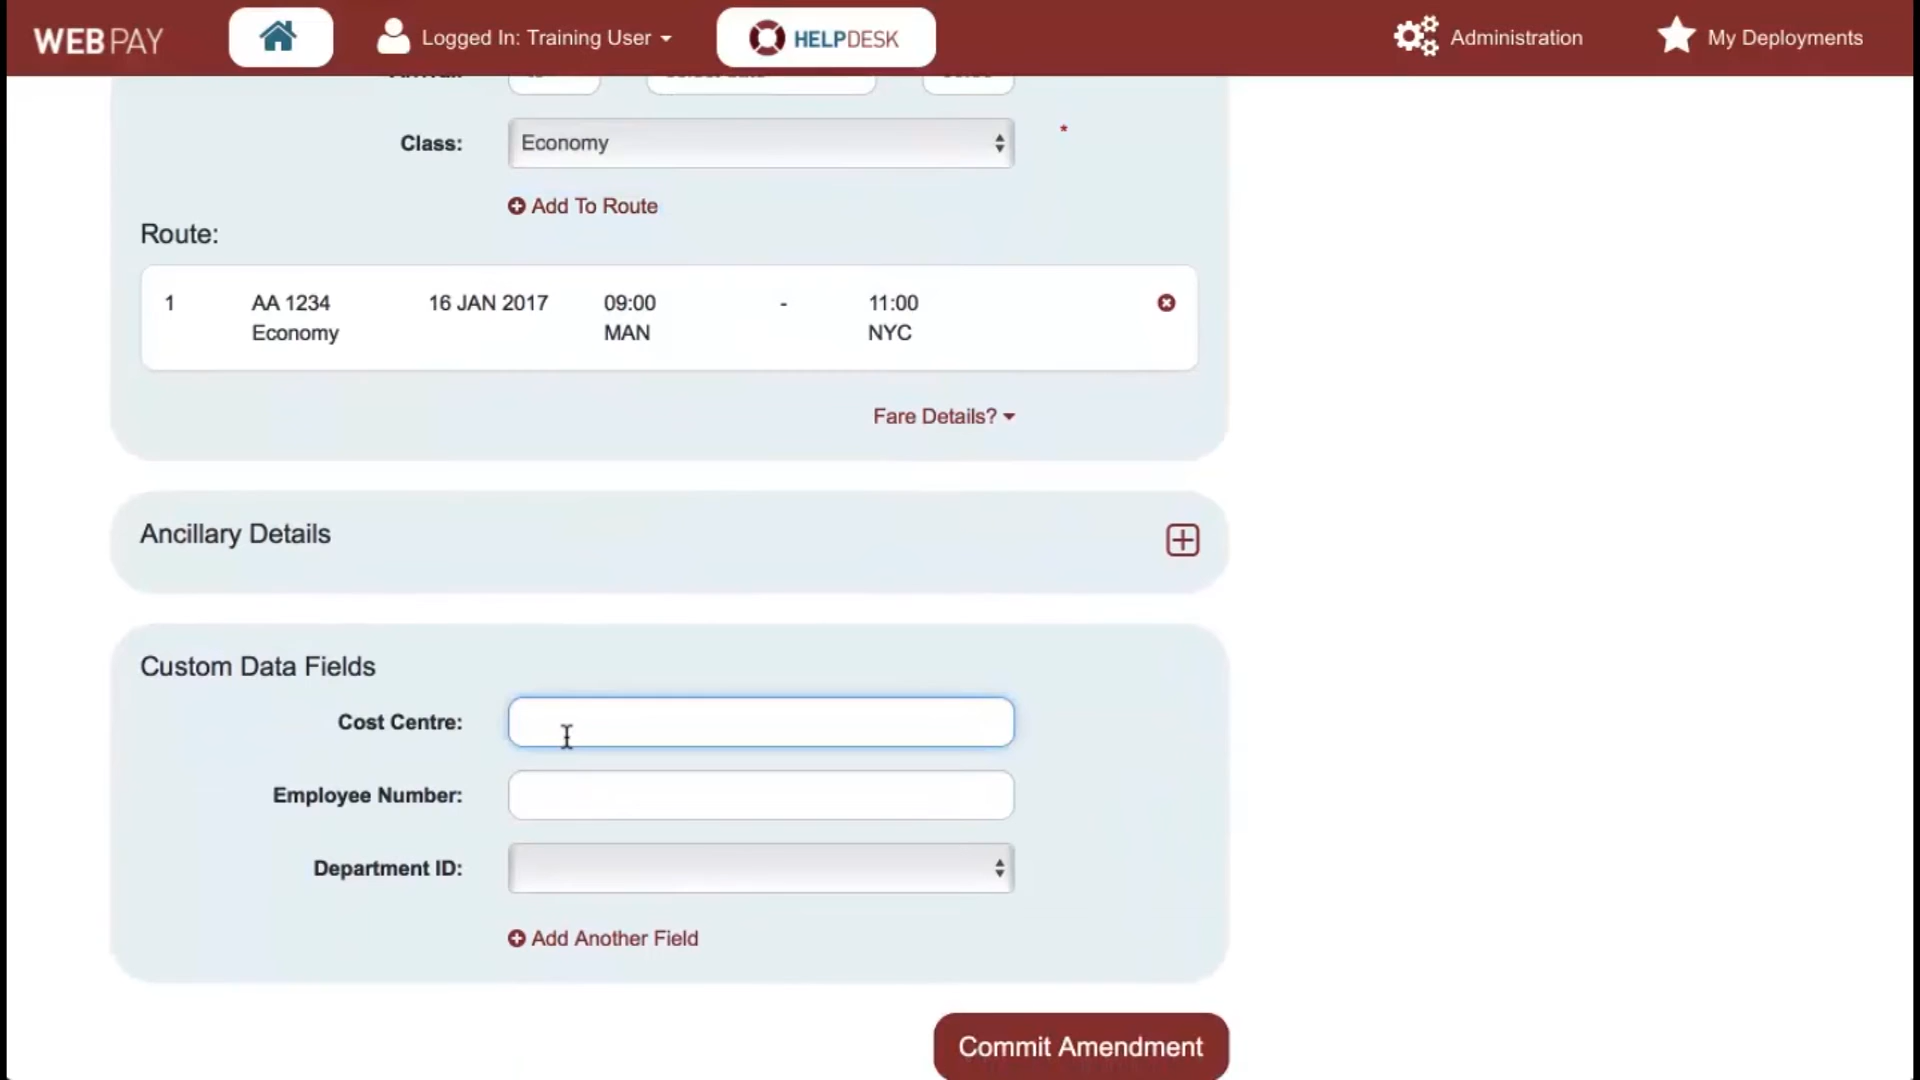 WEBPAY
Logged In: Training User
HELPDESK
Administration
My Deployments
Class:
Economy
*
Add To Route
Route:
1 AA 1234 16 JAN 2017 09:00 - 11:00
Economy MAN NYC
Fare Details?
Ancillary Details
Custom Data Fields
Cost Centre:
Employee Number:
Department ID:
Add Another Field
Commit Amendment